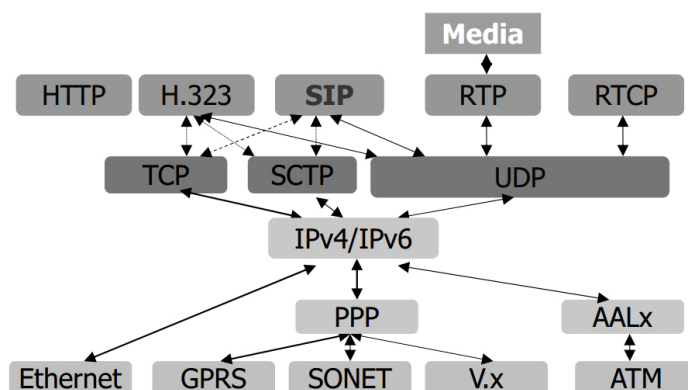 Media
HTTP
H.323
SIP
RTP
RTCP
TCP
SCTP
UDP
IPv4/IPv6
PPP
AALx
Ethernet
GPRS
SONET
V.x
ATM